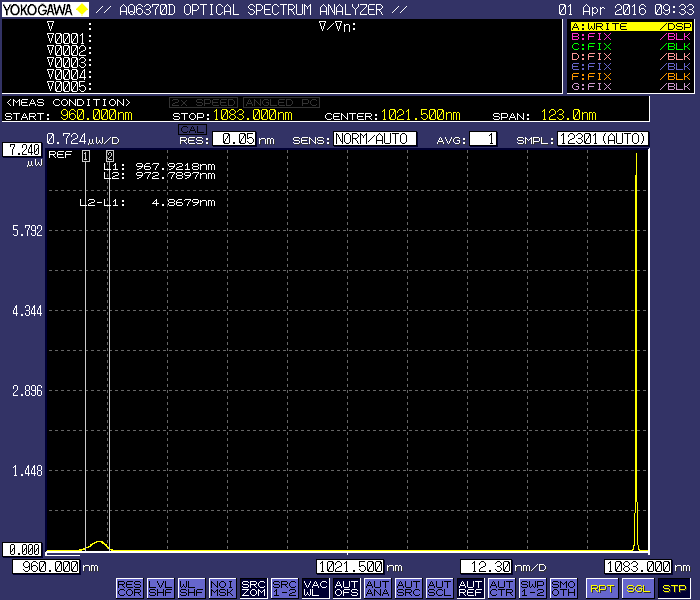 YOKOGAWA // AQ6370D OPTICAL SPECTRUM ANALYZER // 01 Apr 2016 09:33
∇ : ∇/∇n:
∇0001:
∇0002:
∇0003:
∇0004:
∇0005:
A:WRITE /DSP
B:FIX /BLK
C:FIX /BLK
D:FIX /BLK
E:FIX /BLK
F:FIX /BLK
G:FIX /BLK
<MEAS CONDITION> 2x SPEED ANGLED PC
START: 960.000nm STOP:1083.000nm CENTER:1021.500nm SPAN: 123.0nm
CAL
0.724μW/D RES: 0.05 nm SENS: NORM/AUTO AVG: 1 SMPL: 12301(AUTO)
7.240 REF 1 2
μW
L1: 967.9218nm
L2: 972.7897nm
L2-L1: 4.8679nm
5.792
4.344
2.896
1.448
0.000
960.000 nm 1021.500 nm 12.30 nm/D 1083.000 nm
RES COR LVL SHF WL SHF NOI MSK SRC ZOM SRC 1-2 VAC WL AUT OFS AUT ANA AUT SRC AUT SCL AUT REF AUT CTR SWP 1-2 SMO OTH RPT SGL STP